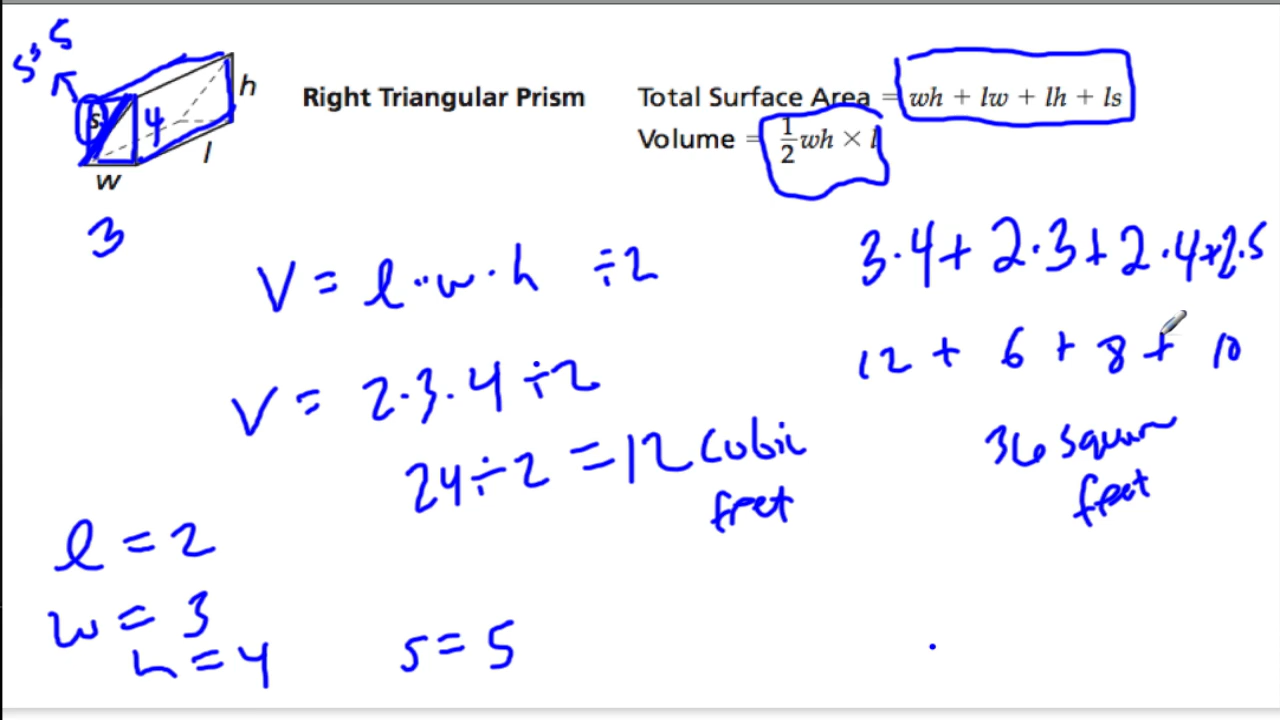 5' 5
s
4
h
l
w
3
Right Triangular Prism
Total Surface Area = wh + lw + lh + ls
Volume = 1/2 wh × l
V = l · w · h ÷ 2
V = 2 · 3 · 4 ÷ 2
24 ÷ 2 = 12 cubic
feet
3 · 4 + 2 · 3 + 2 · 4 + 2 · 5
12 + 6 + 8 + 10
36 square
feet
l = 2
w = 3
h = 4
s = 5